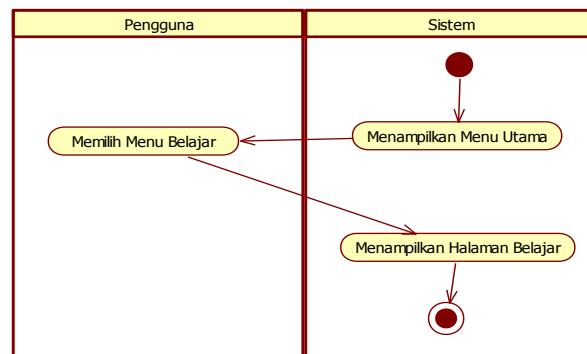 Pengguna
Sistem
Menampilkan Menu Utama
Memilih Menu Belajar
Menampilkan Halaman Belajar